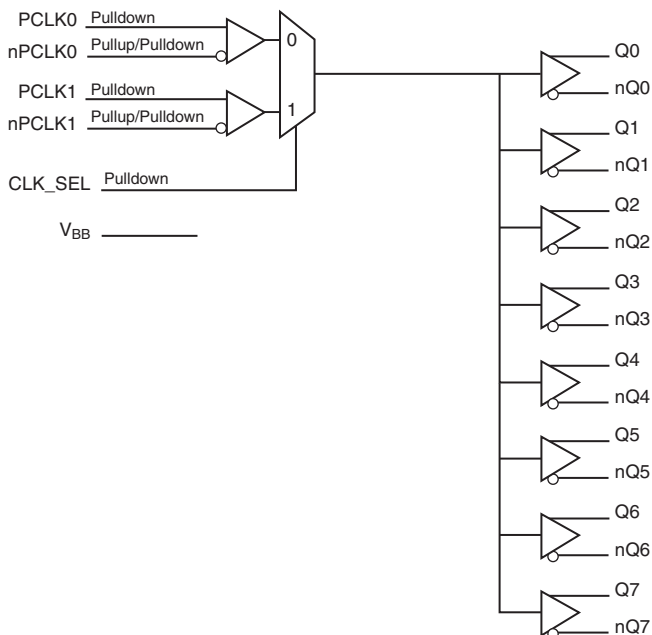 PCLK0 Pulldown
nPCLK0 Pullup/Pulldown
0
PCLK1 Pulldown
nPCLK1 Pullup/Pulldown
1
CLK_SEL Pulldown
VBB
Q0
nQ0
Q1
nQ1
Q2
nQ2
Q3
nQ3
Q4
nQ4
Q5
nQ5
Q6
nQ6
Q7
nQ7